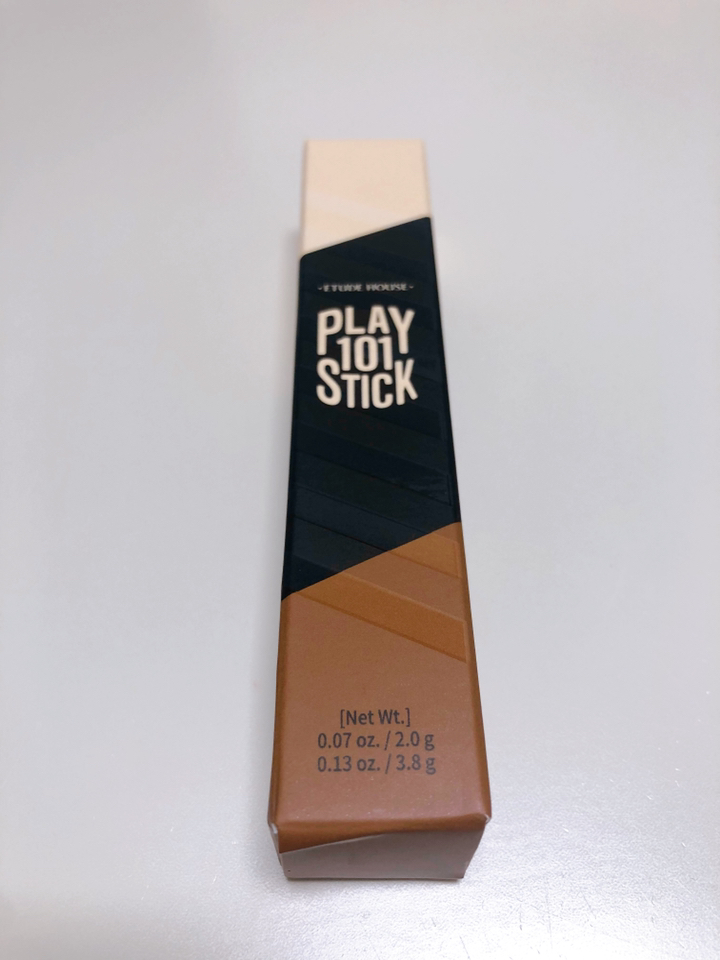 -ETUDE HOUSE-
PLAY
101
STICK
[Net Wt.]
0.07 oz. / 2.0 g
0.13 oz. / 3.8 g